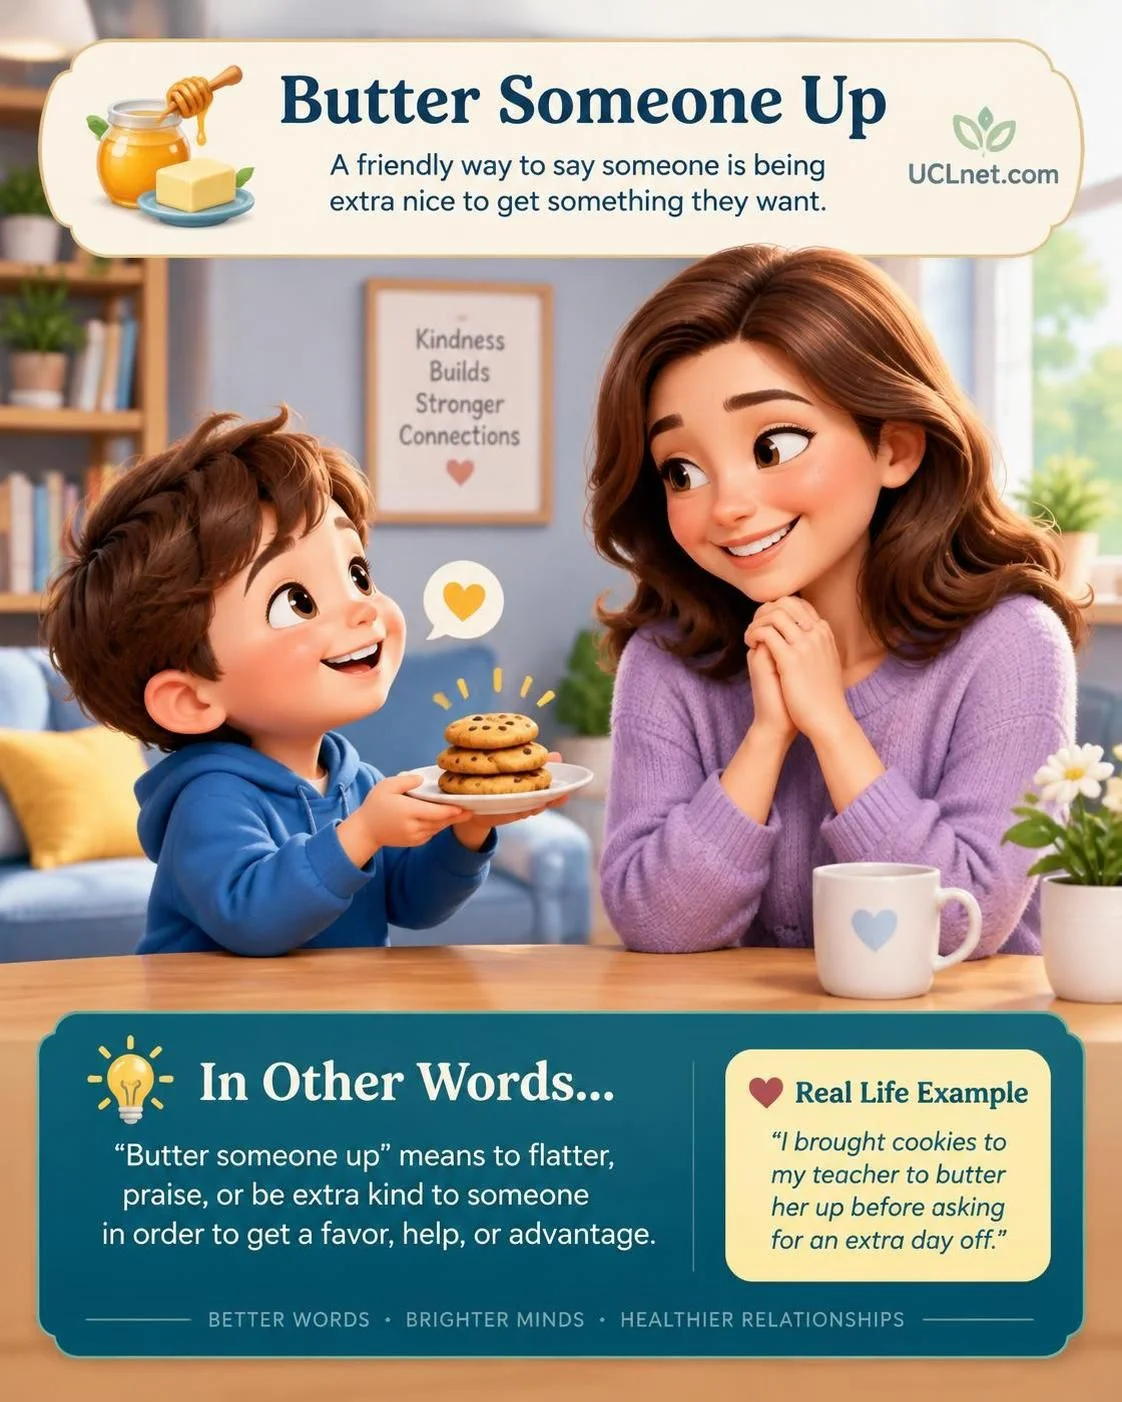 Butter Someone Up
A friendly way to say someone is being
extra nice to get something they want.
UCLnet.com
Kindness
Builds
Stronger
Connections
In Other Words...
“Butter someone up” means to flatter,
praise, or be extra kind to someone
in order to get a favor, help, or advantage.
Real Life Example
“I brought cookies to
my teacher to butter
her up before asking
for an extra day off.”
BETTER WORDS • BRIGHTER MINDS • HEALTHIER RELATIONSHIPS